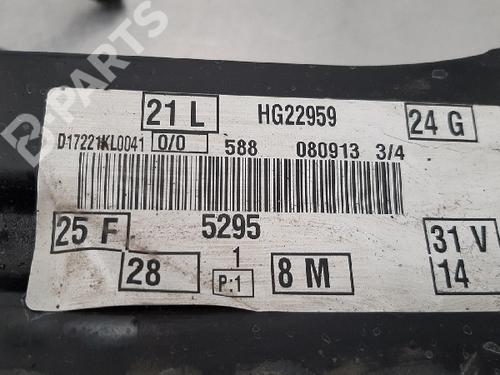 B-PARTS
21 L HG22959 24 G
D17221KL0041 0/0 588 080913 3/4
25 F 5295 31 V
28 1 8 M 14
P:1